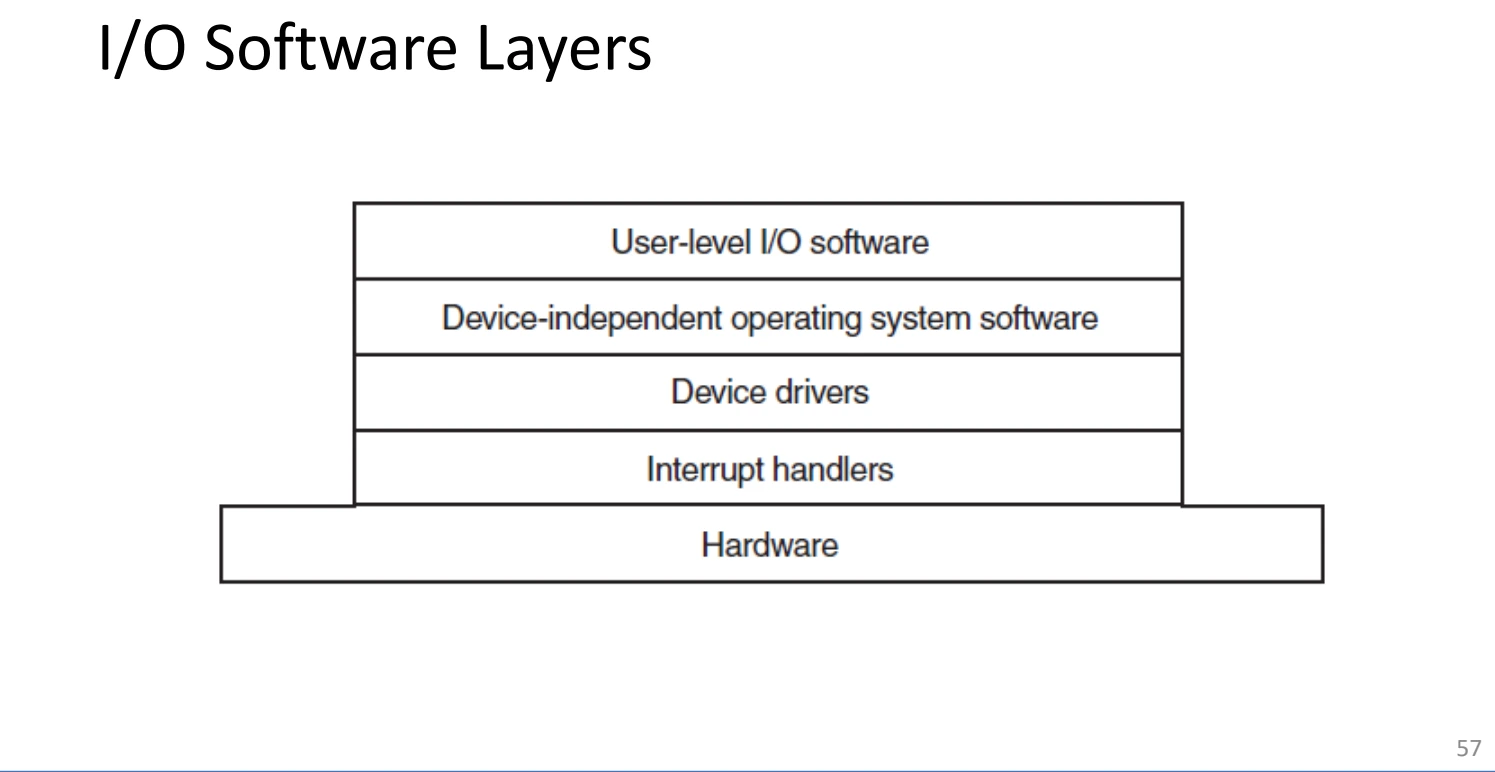 I/O Software Layers
User-level I/O software
Device-independent operating system software
Device drivers
Interrupt handlers
Hardware
57